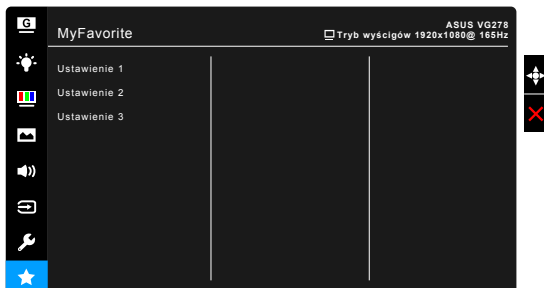 G
MyFavorite
ASUS VG278
Tryb wyścigów 1920x1080@ 165Hz
Ustawienie 1
Ustawienie 2
Ustawienie 3